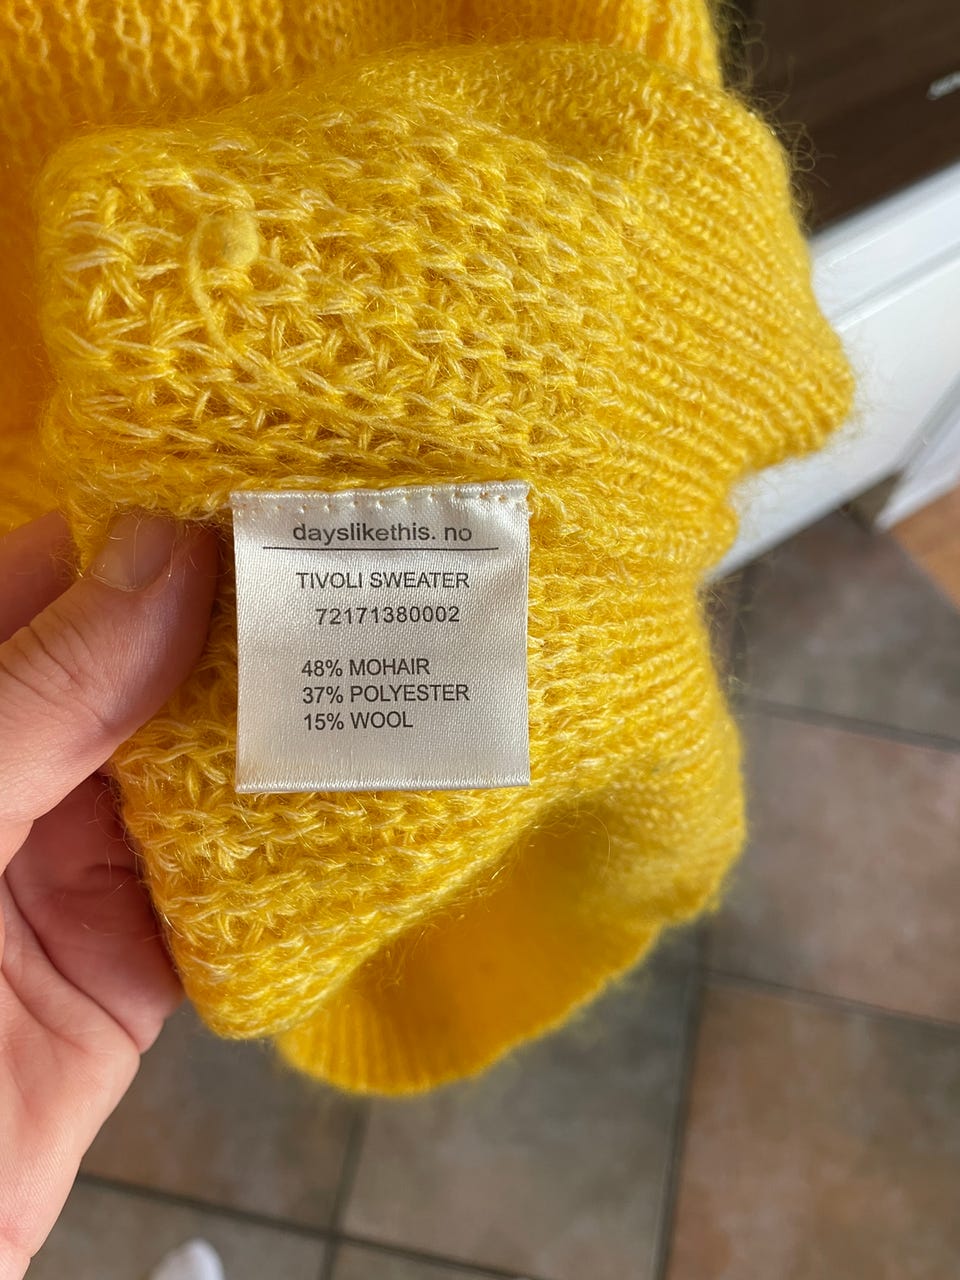 dayslikethis. no
TIVOLI SWEATER
72171380002
48% MOHAIR
37% POLYESTER
15% WOOL